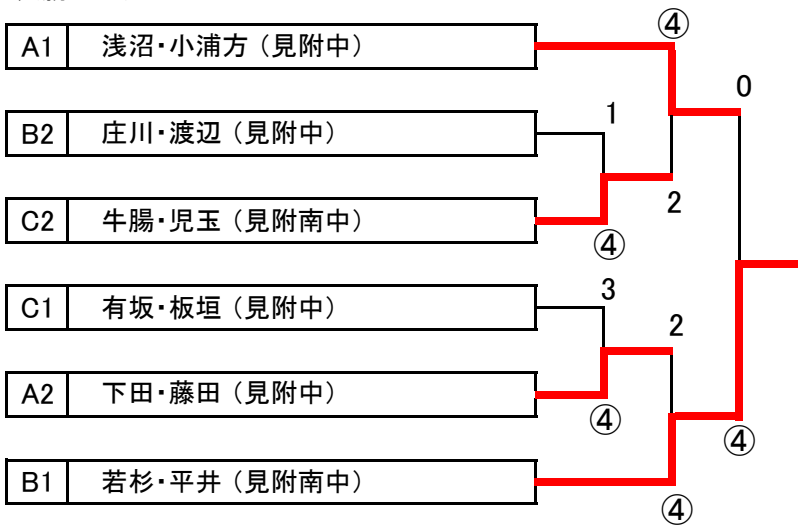 ④
A1 浅沼・小浦方（見附中）
0
1
B2 庄川・渡辺（見附中）
2
C2 牛腸・児玉（見附南中）
④
3
C1 有坂・板垣（見附中）
2
A2 下田・藤田（見附中）
④
④
B1 若杉・平井（見附南中）
④